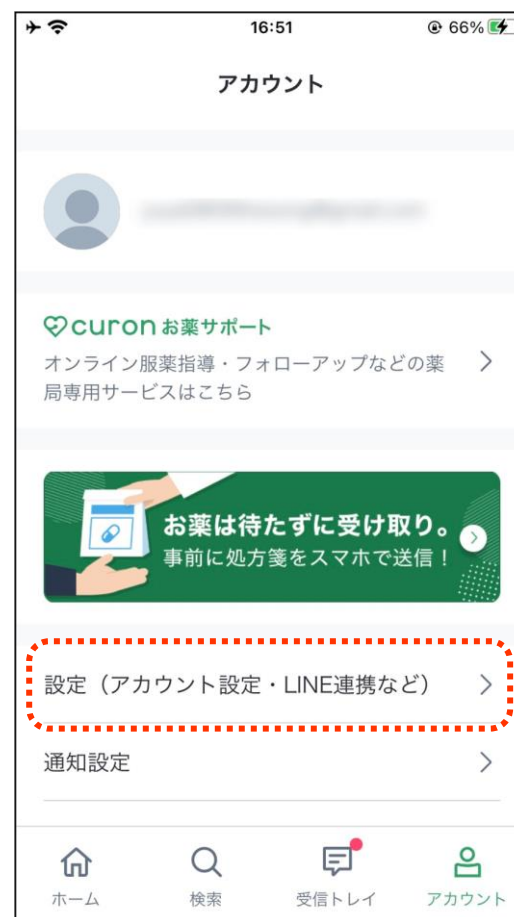 16:51
66%
アカウント
curon お薬サポート
オンライン服薬指導・フォローアップなどの薬
局専用サービスはこちら
お薬は待たずに受け取り。
事前に処方箋をスマホで送信！
設定（アカウント設定・LINE連携など）
通知設定
ホーム
検索
受信トレイ
アカウント